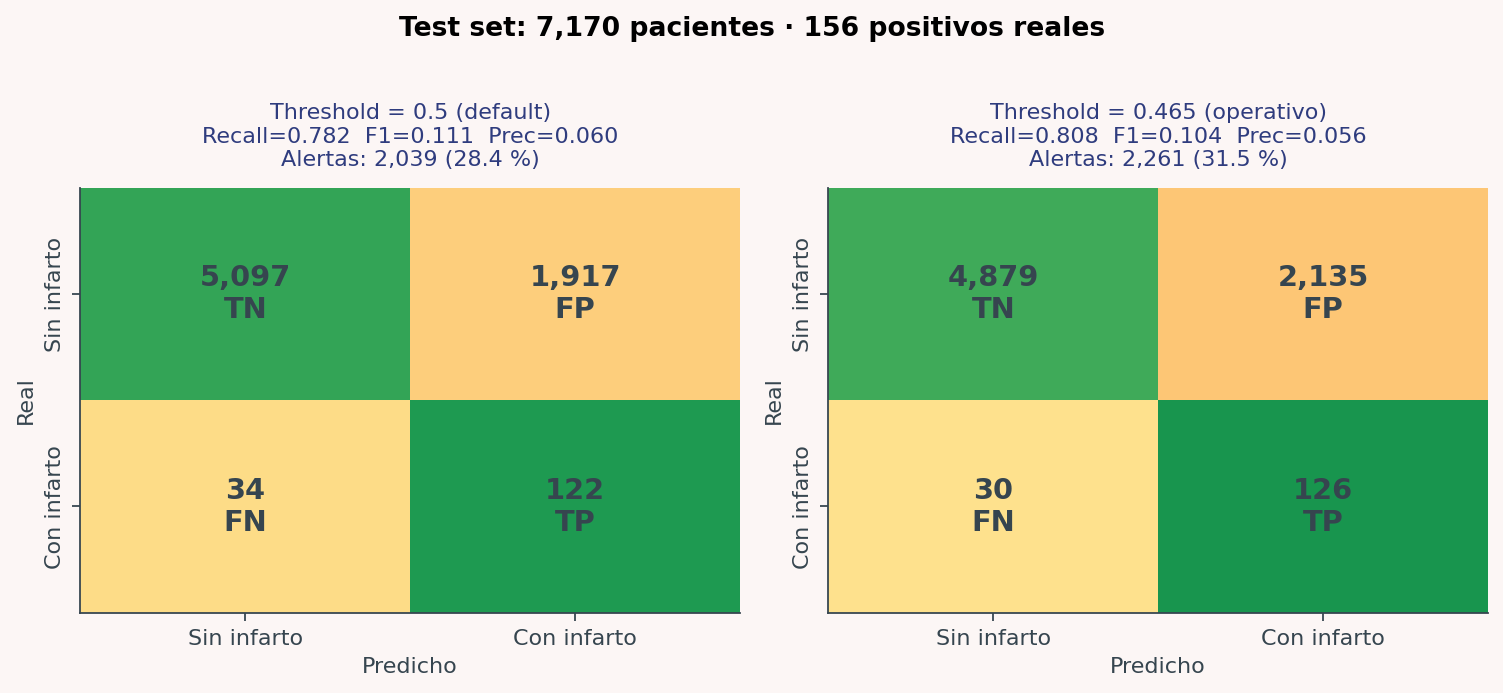 Test set: 7,170 pacientes · 156 positivos reales
Threshold = 0.5 (default)
Recall=0.782  F1=0.111  Prec=0.060
Alertas: 2,039 (28.4 %)
Real
Sin infarto
Con infarto
5,097
TN
1,917
FP
34
FN
122
TP
Sin infarto
Con infarto
Predicho
Threshold = 0.465 (operativo)
Recall=0.808  F1=0.104  Prec=0.056
Alertas: 2,261 (31.5 %)
Real
Sin infarto
Con infarto
4,879
TN
2,135
FP
30
FN
126
TP
Sin infarto
Con infarto
Predicho